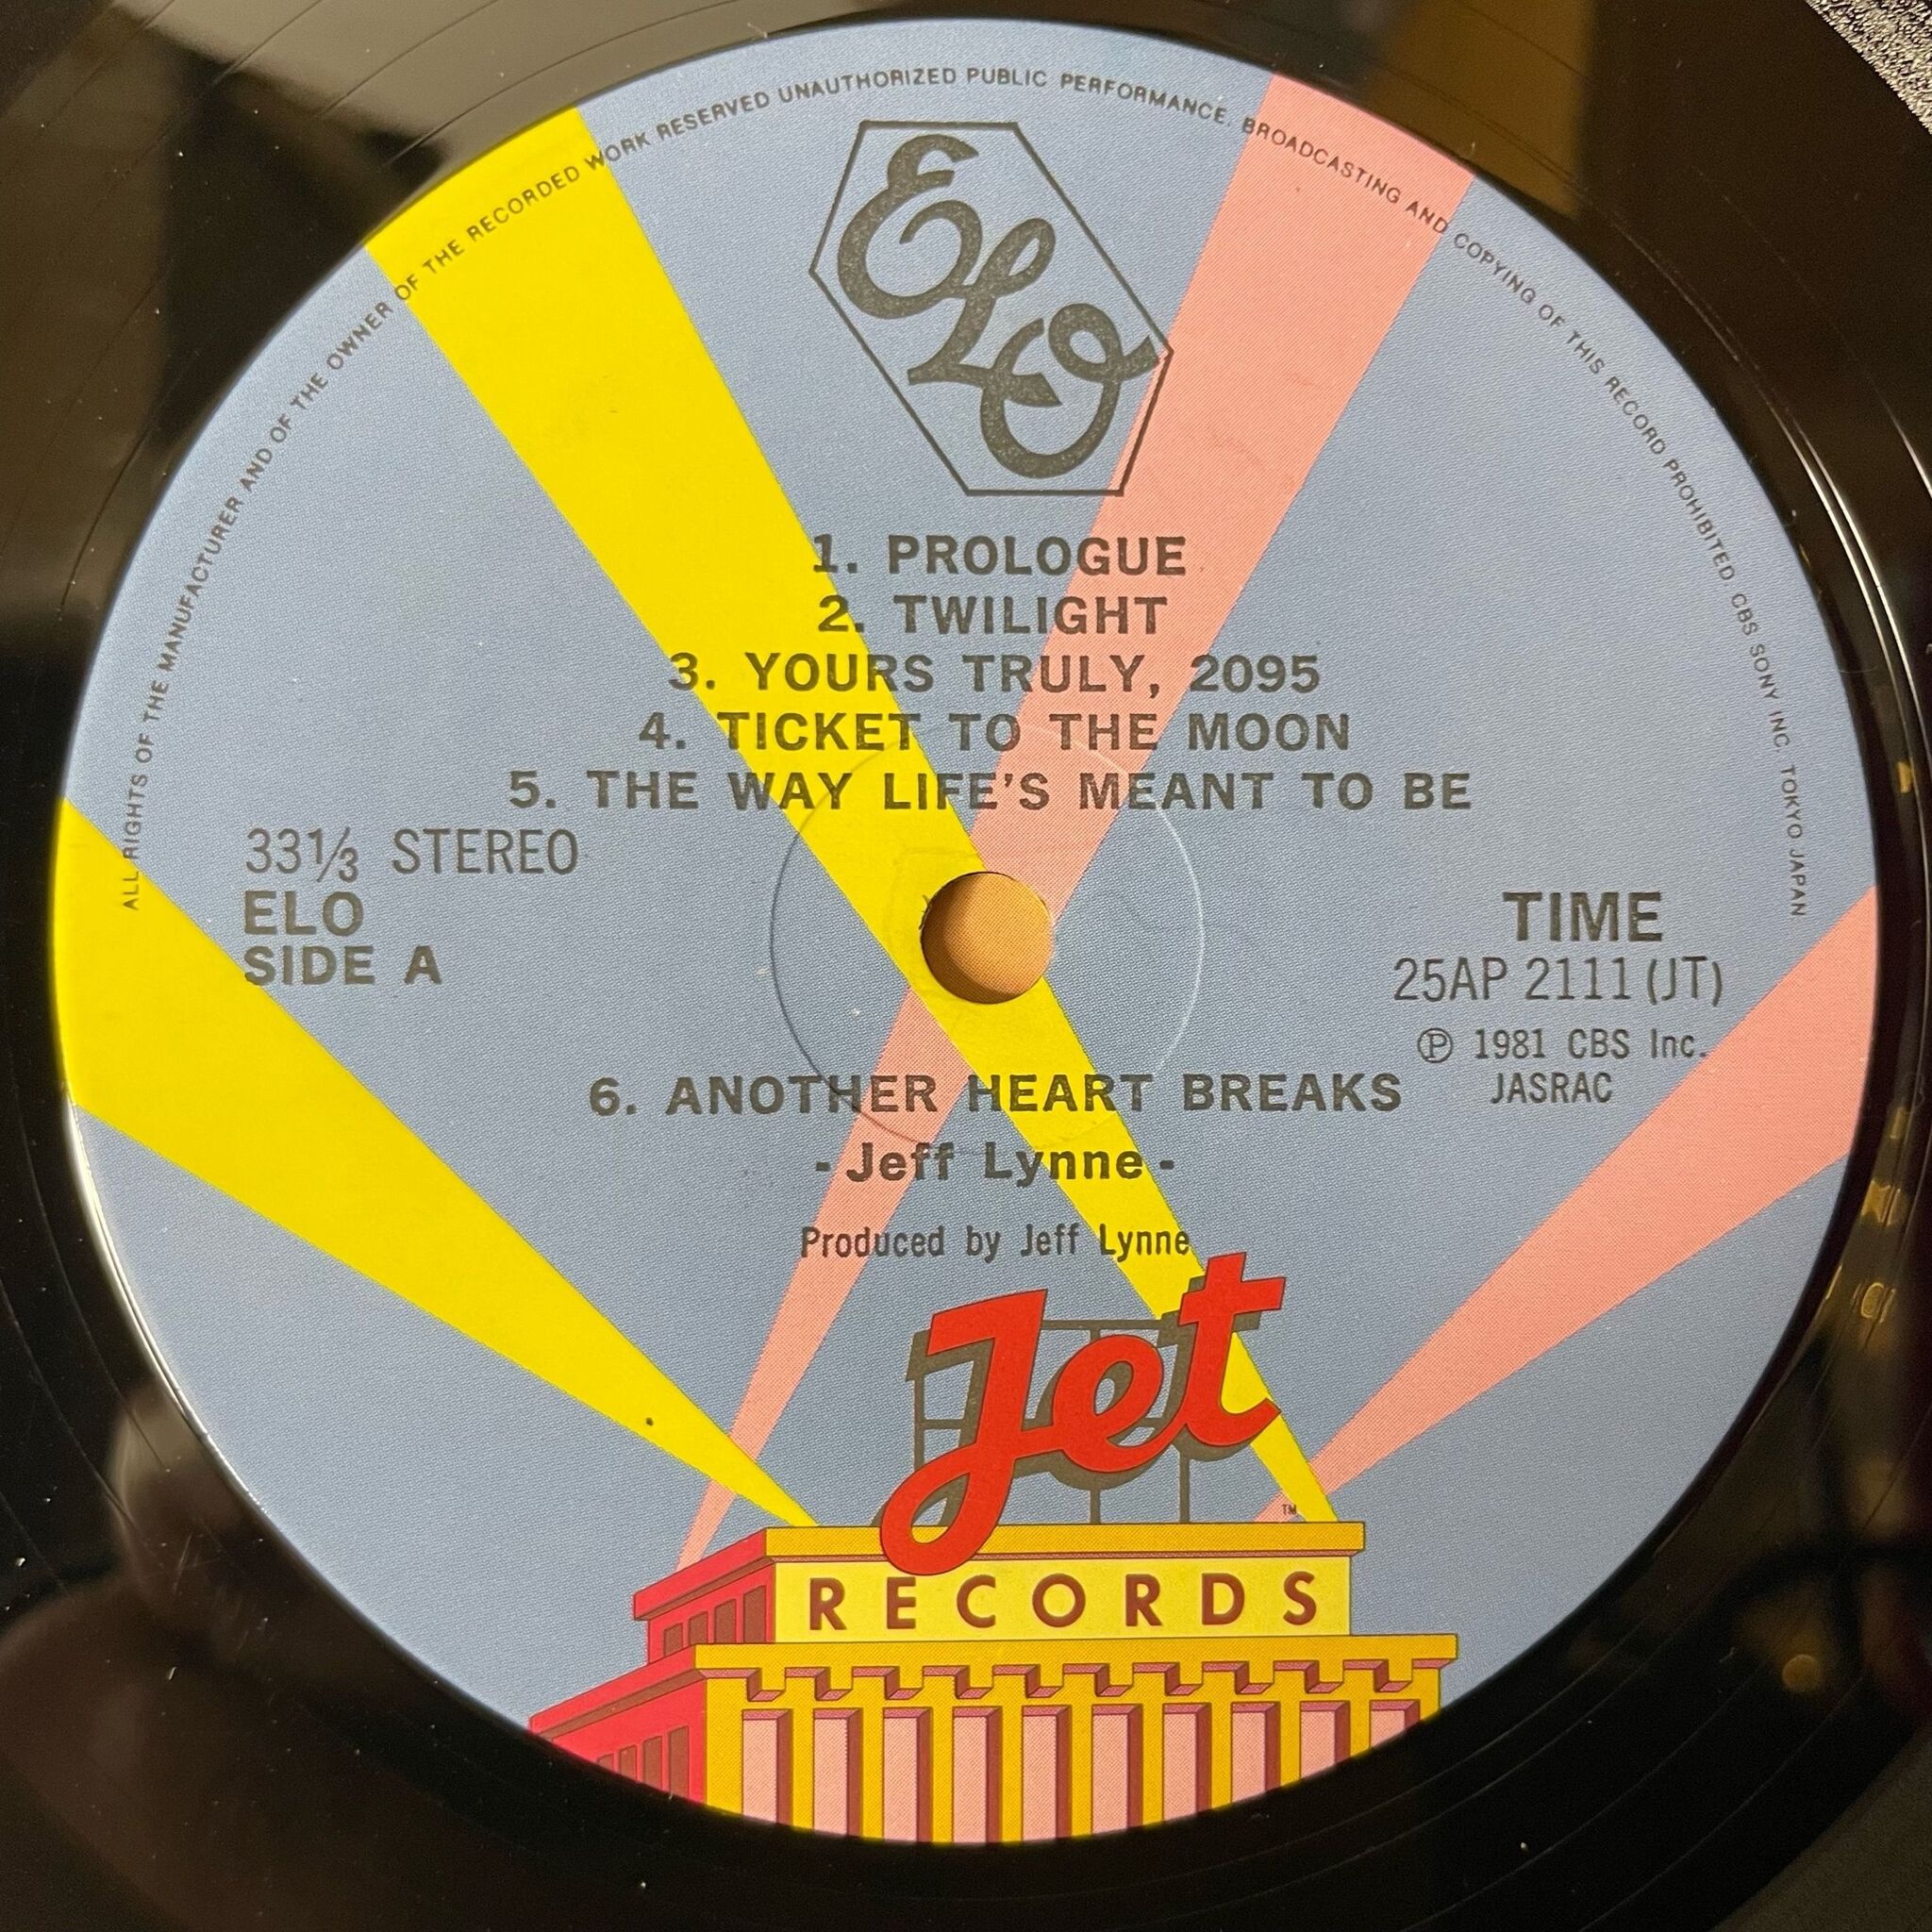 ALL RIGHTS OF THE MANUFACTURER AND OF THE OWNER OF THE RECORDED WORK RESERVED UNAUTHORIZED PUBLIC PERFORMANCE, BROADCASTING AND COPYING OF THIS RECORD PROHIBITED CBS SONY INC. TOKYO JAPAN
ELO
1. PROLOGUE
2. TWILIGHT
3. YOURS TRULY, 2095
4. TICKET TO THE MOON
5. THE WAY LIFE'S MEANT TO BE
33⅓ STEREO
ELO
SIDE A
TIME
25AP 2111 (JT)
Ⓟ 1981 CBS Inc.
JASRAC
6. ANOTHER HEART BREAKS
- Jeff Lynne -
Produced by Jeff Lynne
Jet
TM
RECORDS